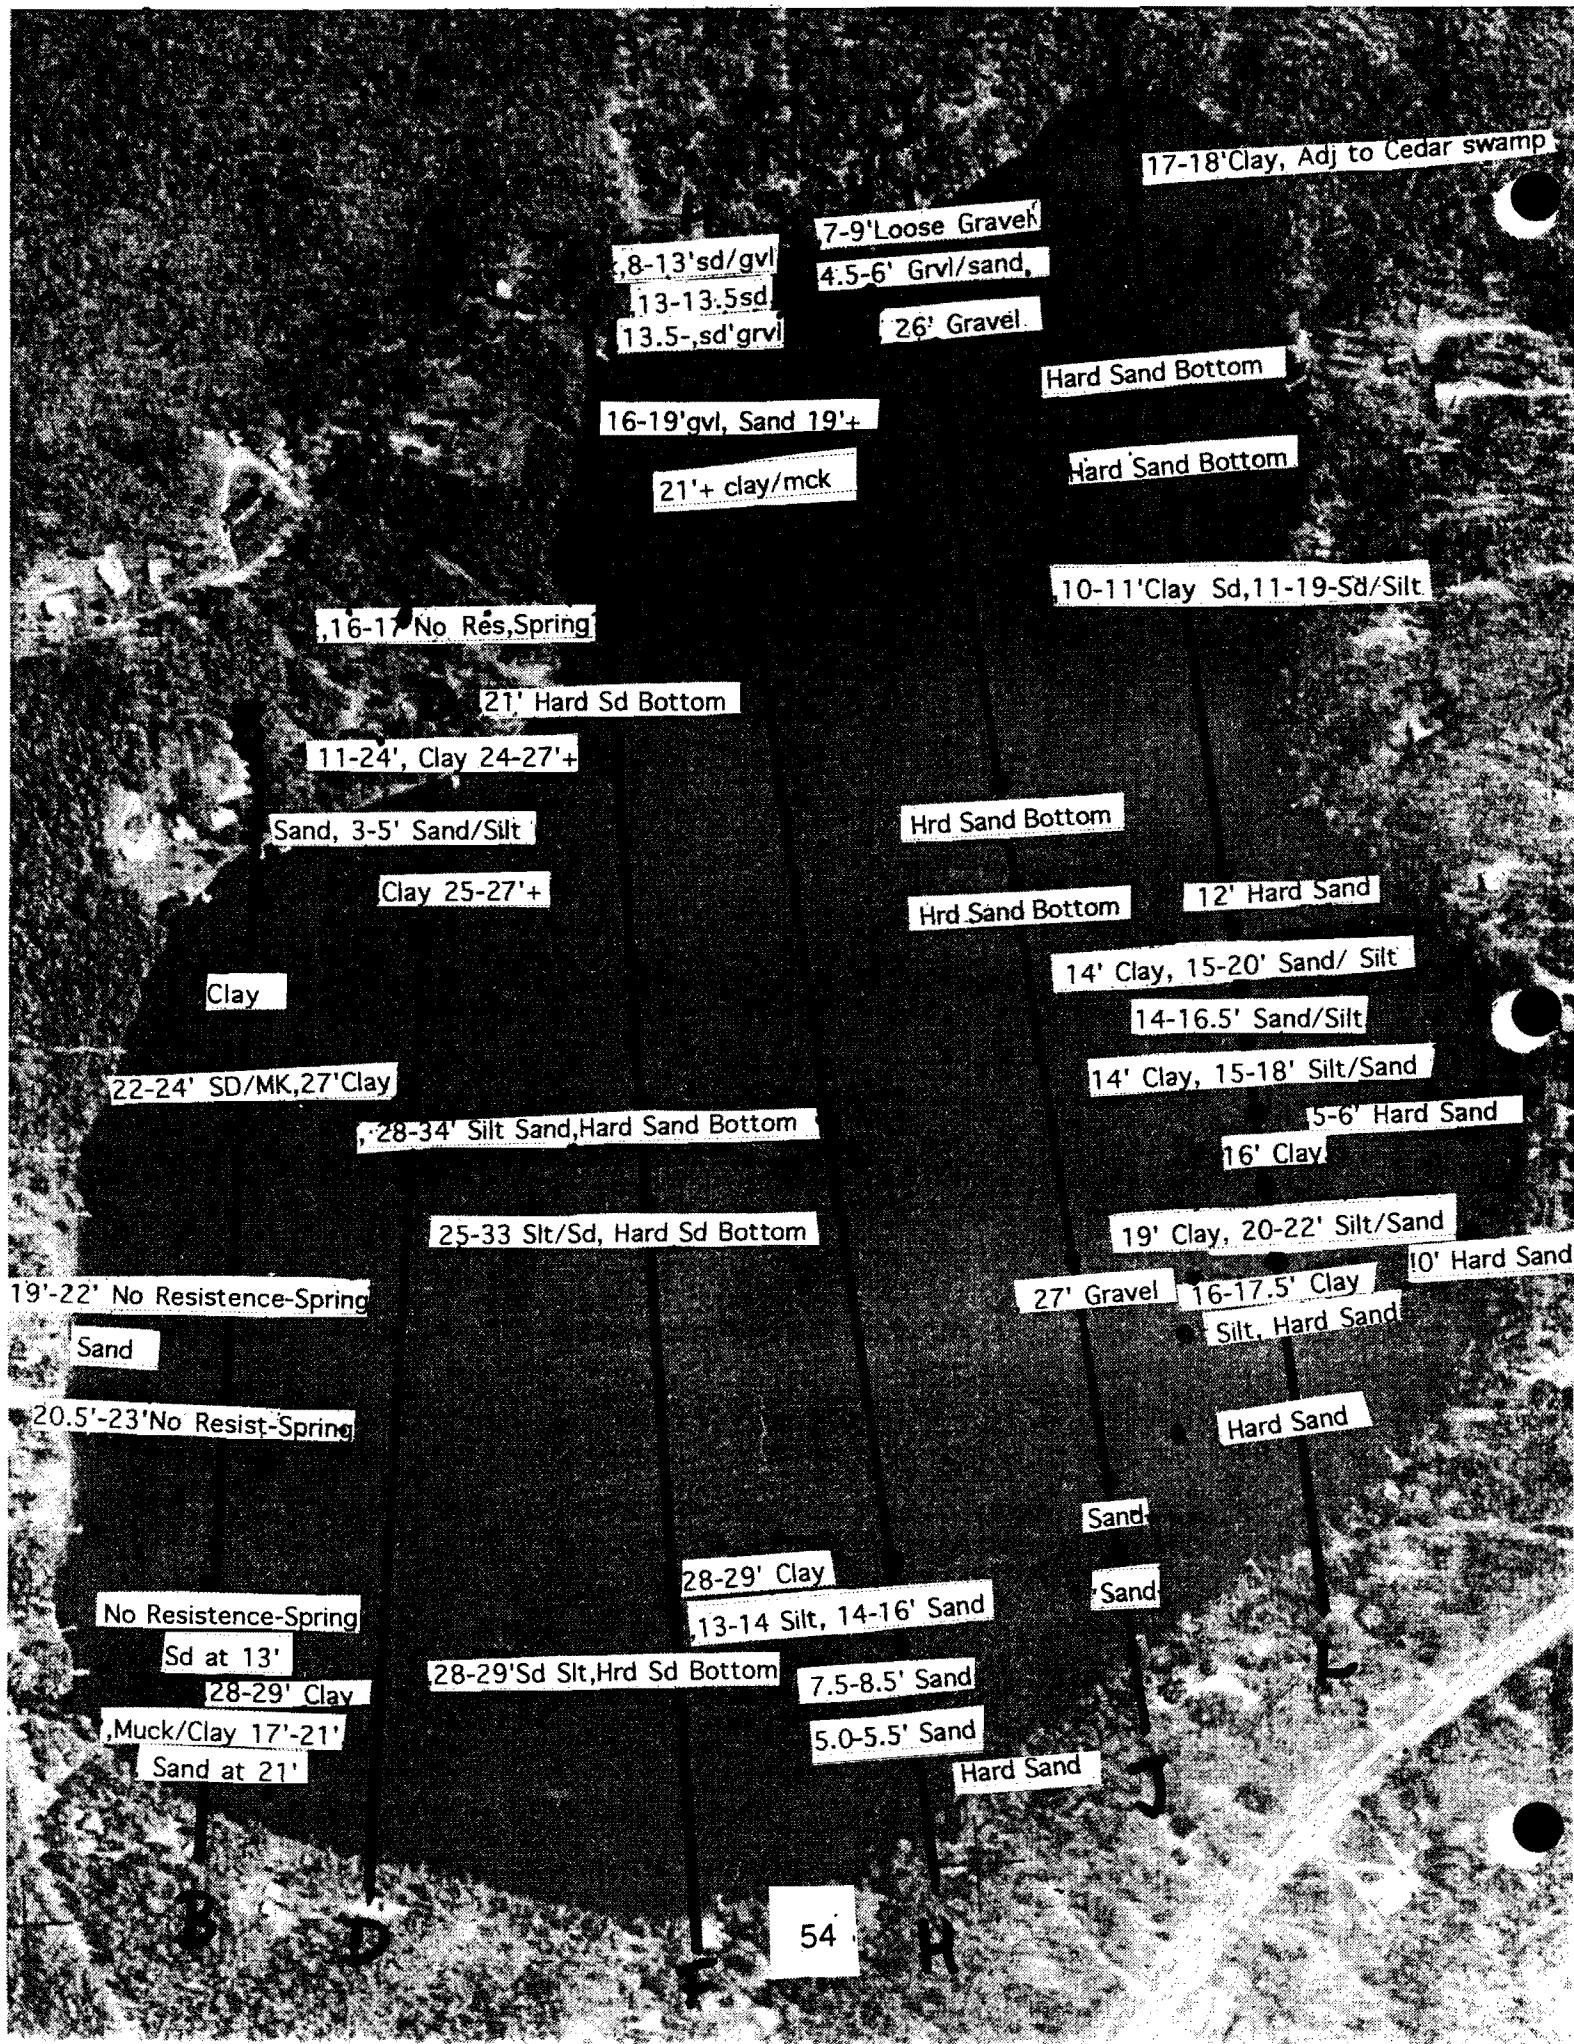 17-18'Clay, Adj to Cedar swamp
7-9'Loose Gravel
,8-13'sd/gvl
4.5-6' Grvl/sand,
,13-13.5sd,
26' Gravel
13.5-,sd'grvl
Hard Sand Bottom
16-19'gvl, Sand 19'+
Hard Sand Bottom
21'+ clay/mck
,10-11'Clay Sd,11-19-Sd/Silt
,16-17 No Res,Spring
21' Hard Sd Bottom
11-24', Clay 24-27'+
Hrd Sand Bottom
Sand, 3-5' Sand/Silt
Clay 25-27'+
12' Hard Sand
Hrd Sand Bottom
14' Clay, 15-20' Sand/ Silt
Clay
14-16.5' Sand/Silt
14' Clay, 15-18' Silt/Sand
22-24' SD/MK,27'Clay
5-6' Hard Sand
, 28-34' Silt Sand,Hard Sand Bottom
16' Clay
19' Clay, 20-22' Silt/Sand
25-33 Slt/Sd, Hard Sd Bottom
!0' Hard Sand
19'-22' No Resistence-Spring
27' Gravel
16-17.5' Clay
Silt, Hard Sand
Sand
20.5'-23'No Resist-Spring
Hard Sand
Sand
28-29' Clay
Sand
No Resistence-Spring
,13-14 Silt, 14-16' Sand
Sd at 13'
28-29'Sd Slt,Hrd Sd Bottom
7.5-8.5' Sand
28-29' Clay
,Muck/Clay 17'-21'
5.0-5.5' Sand
Sand at 21'
Hard Sand
L
J
B
D
F
54
H